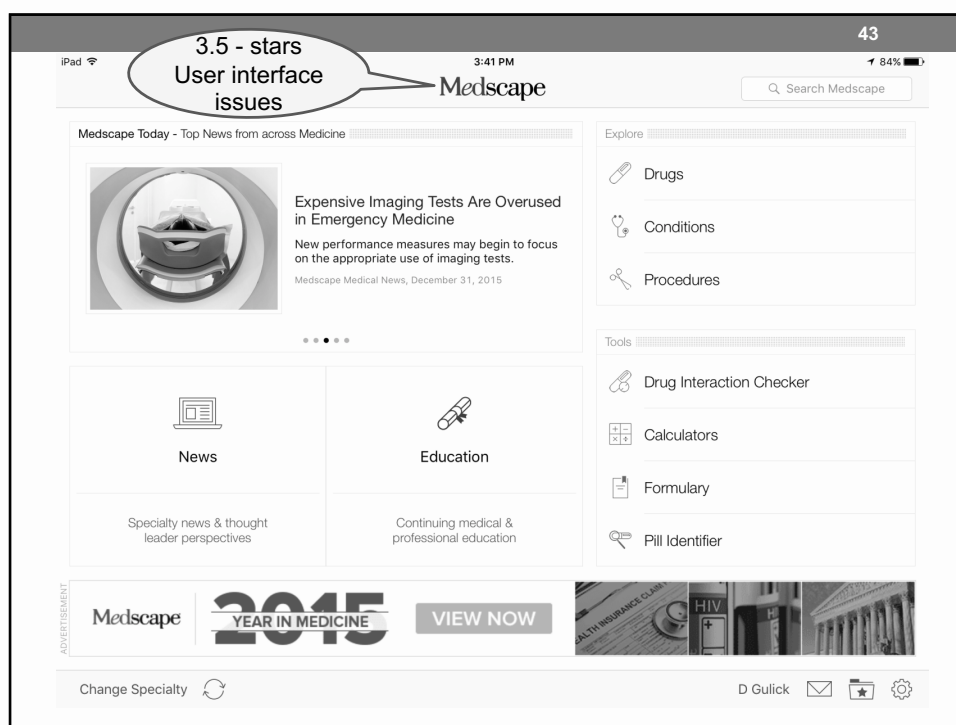 43
3.5 - stars
User interface
issues
iPad
3:41 PM
84%
Medscape
Search Medscape
Medscape Today - Top News from across Medicine
Expensive Imaging Tests Are Overused
in Emergency Medicine
New performance measures may begin to focus
on the appropriate use of imaging tests.
Medscape Medical News, December 31, 2015
Explore
Drugs
Conditions
Procedures
Tools
Drug Interaction Checker
Calculators
Formulary
Pill Identifier
News
Specialty news & thought
leader perspectives
Education
Continuing medical &
professional education
ADVERTISEMENT
Medscape
2015
YEAR IN MEDICINE
VIEW NOW
HEALTH INSURANCE CLAIM
HIV
Change Specialty
D Gulick